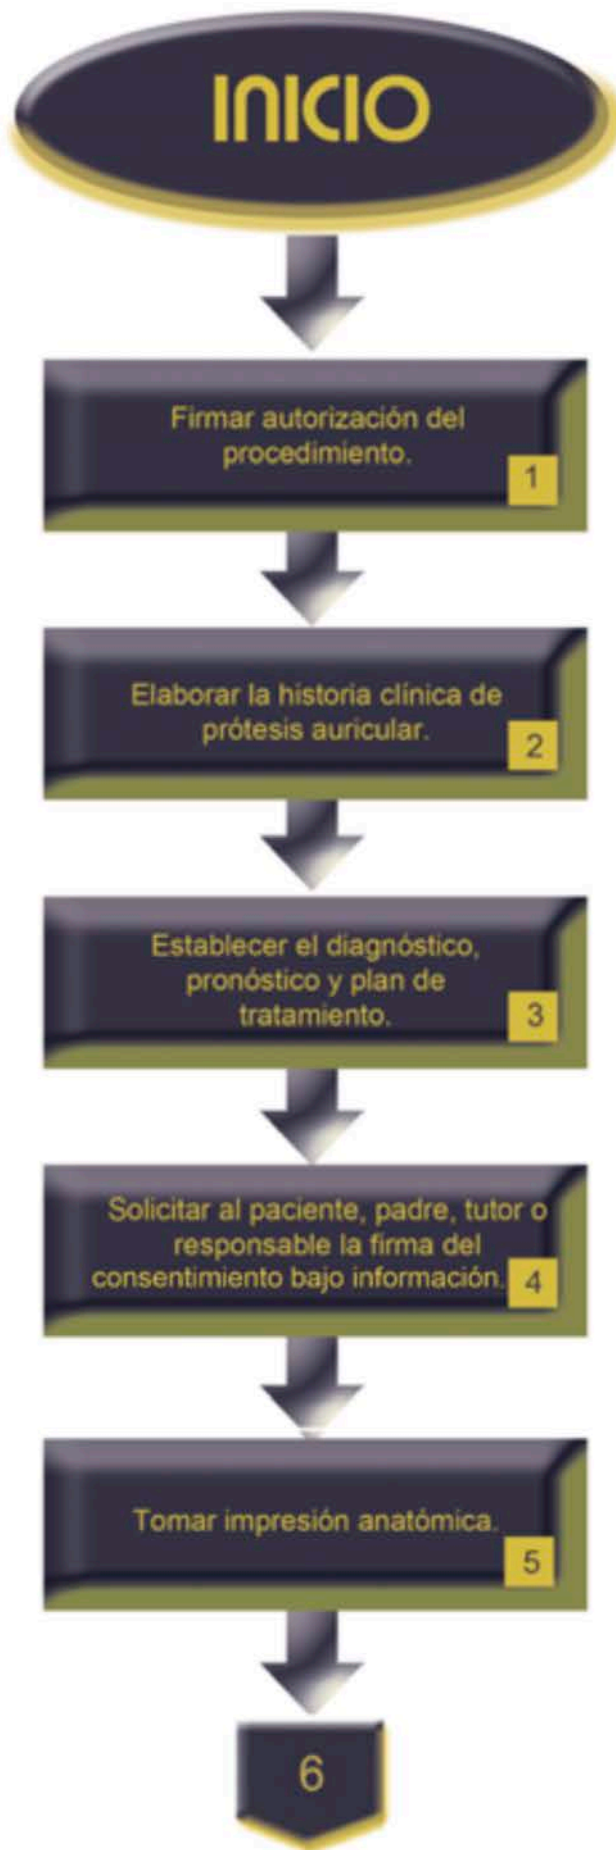 INICIO
Firmar autorización del
procedimiento.
1
Elaborar la historia clínica de
prótesis auricular.
2
Establecer el diagnóstico,
pronóstico y plan de
tratamiento.
3
Solicitar al paciente, padre, tutor o
responsable la firma del
consentimiento bajo información.
4
Tomar impresión anatómica.
5
6